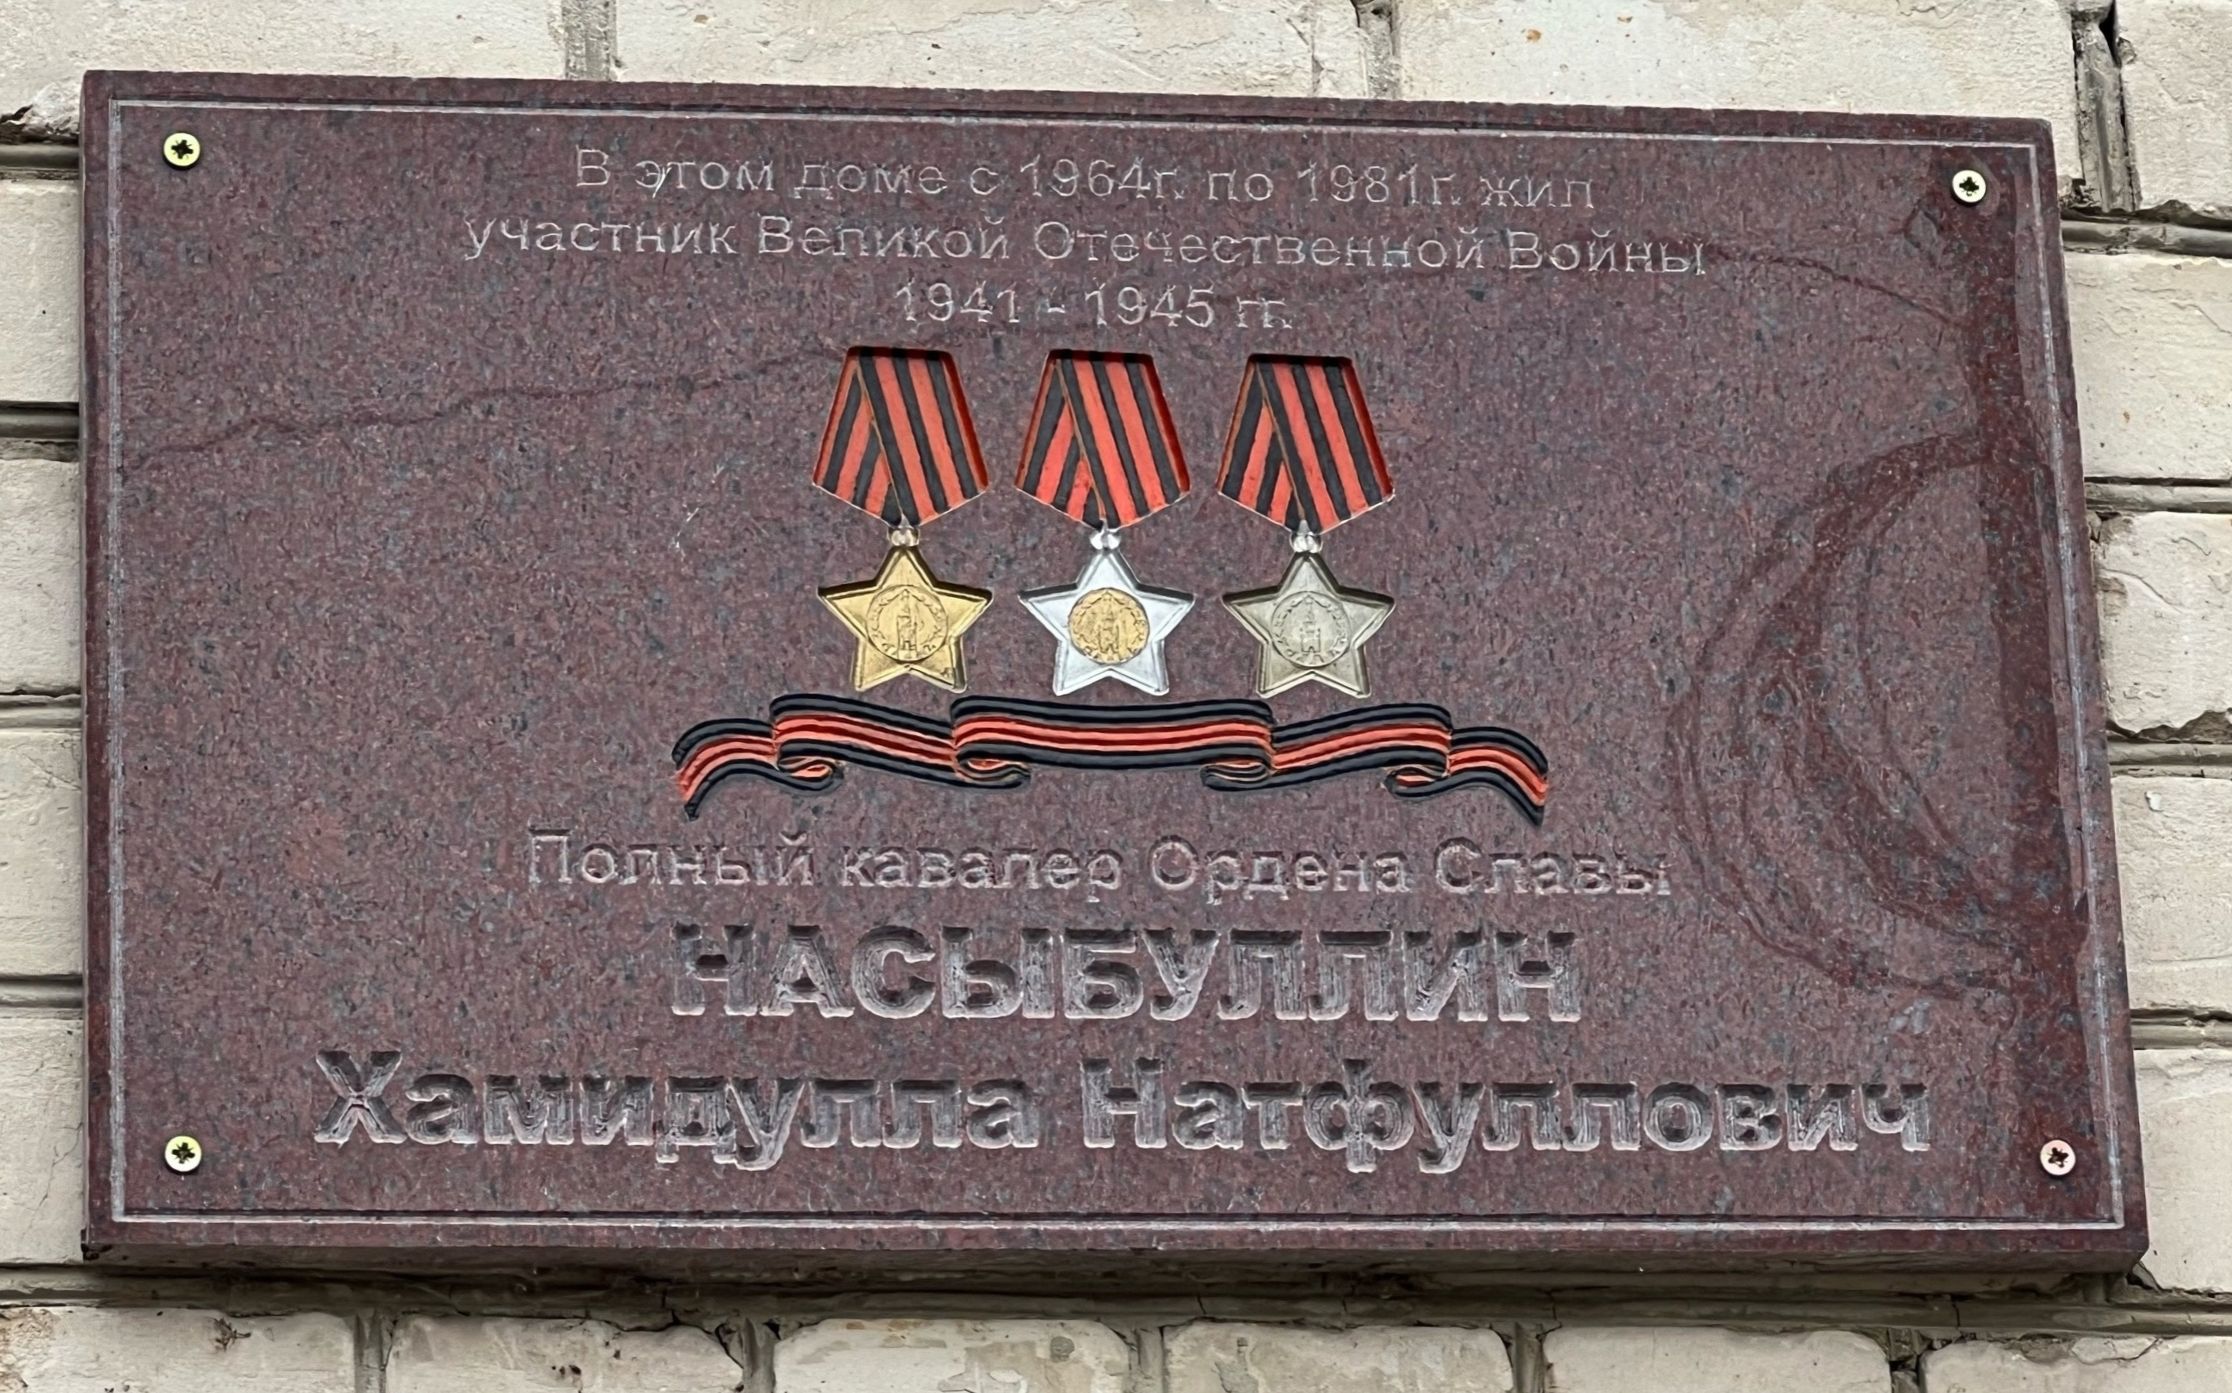 В этом доме с 1964г. по 1981г. жил
участник Великой Отечественной Войны
1941 - 1945 гг.
Полный кавалер Ордена Славы
НАСЫБУЛЛИН
Хамидулла Натфуллович